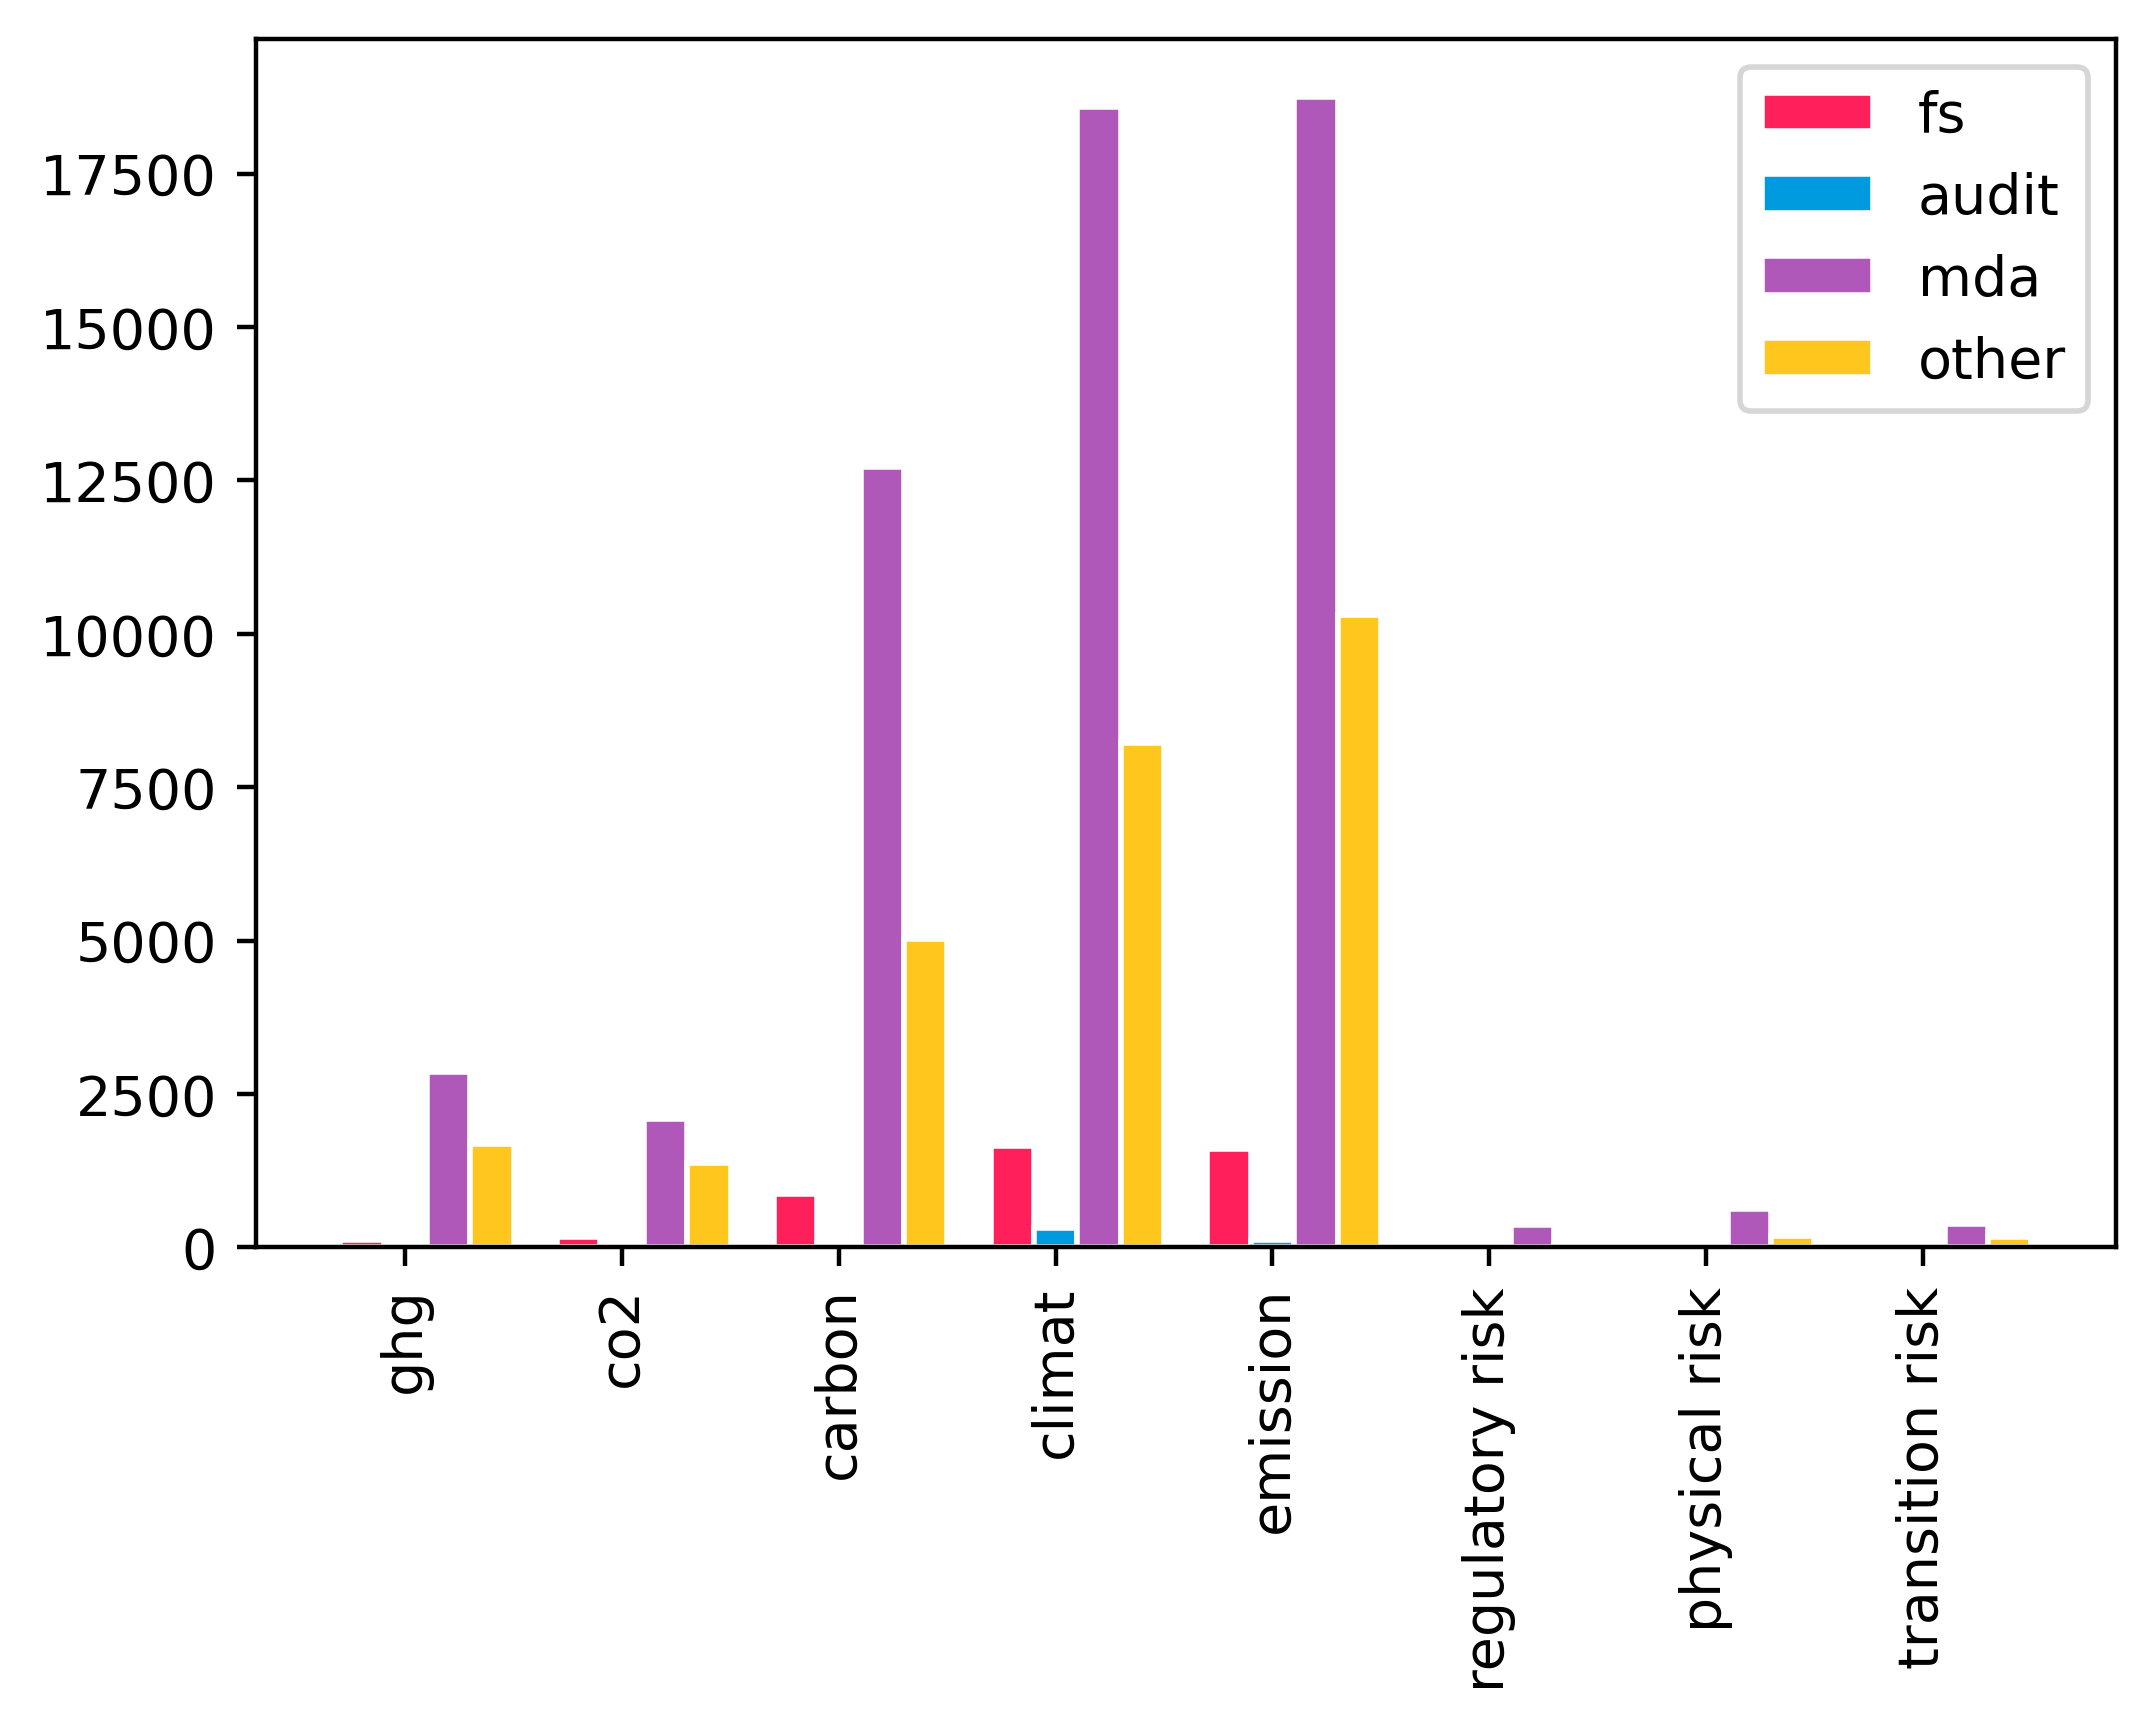 17500
15000
12500
10000
7500
5000
2500
0
fs
audit
mda
other
ghg
co2
carbon
climat
emission
regulatory risk
physical risk
transition risk